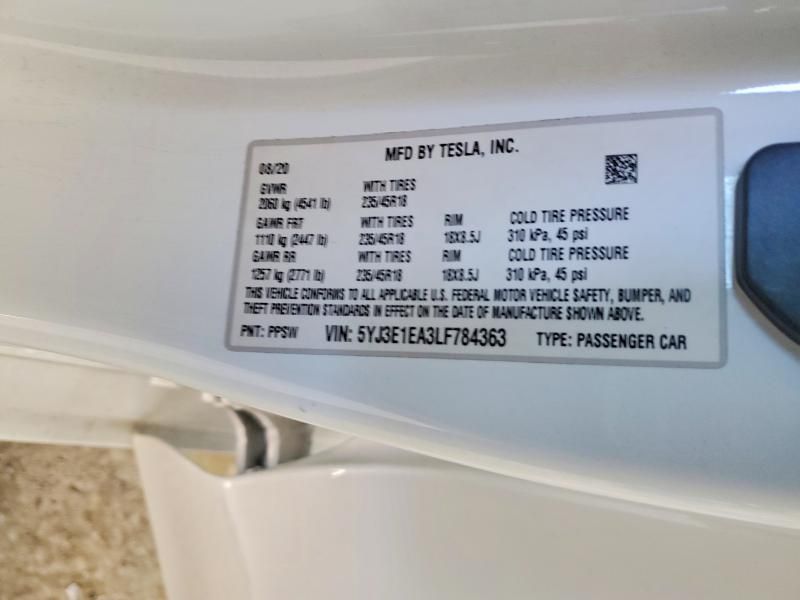 MFD BY TESLA, INC.
08/20
GVWR WITH TIRES
2060 kg (4541 lb) 235/45R18
GAWR FRT WITH TIRES RIM COLD TIRE PRESSURE
1110 kg (2447 lb) 235/45R18 18X8.5J 310 kPa, 45 psi
GAWR RR WITH TIRES RIM COLD TIRE PRESSURE
1257 kg (2771 lb) 235/45R18 18X8.5J 310 kPa, 45 psi
THIS VEHICLE CONFORMS TO ALL APPLICABLE U.S. FEDERAL MOTOR VEHICLE SAFETY, BUMPER, AND
THEFT PREVENTION STANDARDS IN EFFECT ON THE DATE OF MANUFACTURE SHOWN ABOVE.
PNT: PPSW VIN: 5YJ3E1EA3LF784363 TYPE: PASSENGER CAR